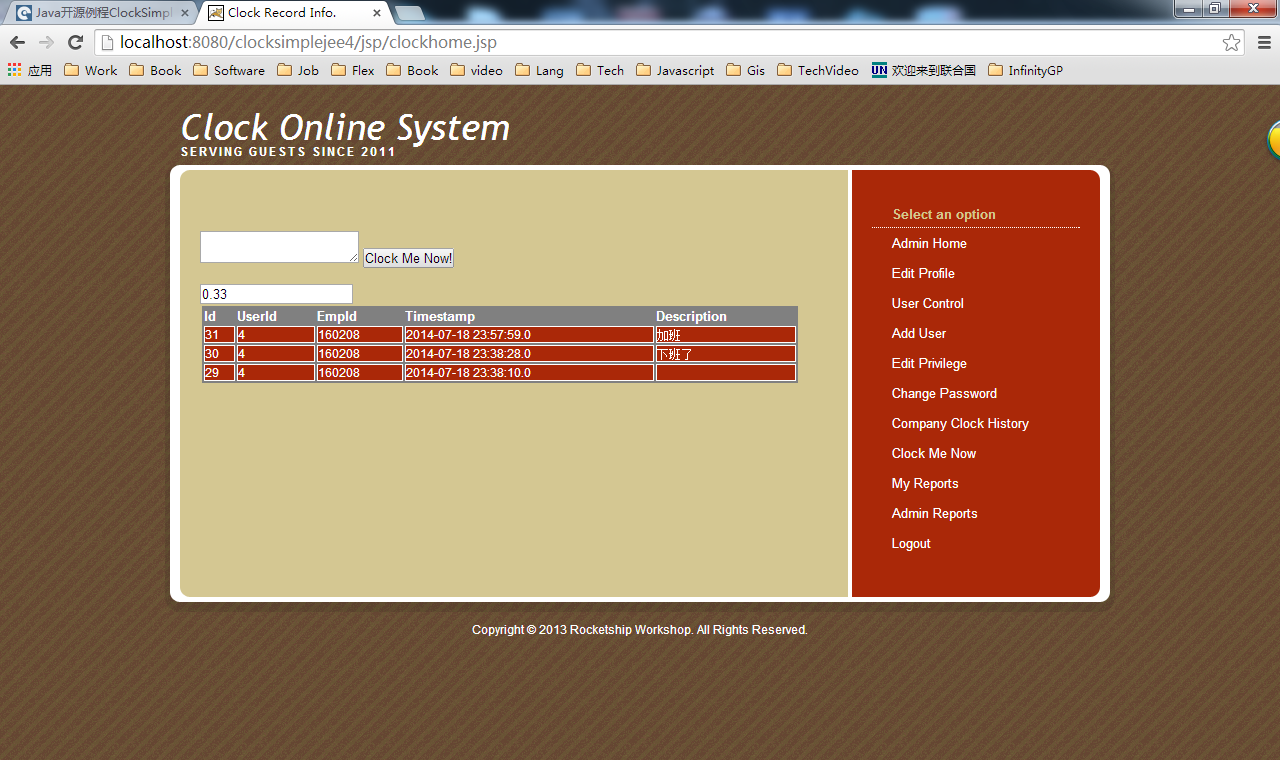 Java开源例程ClockSimpl
Clock Record Info.
localhost:8080/clocksimplejee4/jsp/clockhome.jsp
应用 Work Book Software Job Flex Book video Lang Tech Javascript Gis TechVideo UN 欢迎来到联合国 InfinityGP
Clock Online System
SERVING GUESTS SINCE 2011
Clock Me Now!
0.33
Id UserId EmpId Timestamp Description
31 4 160208 2014-07-18 23:57:59.0 加班
30 4 160208 2014-07-18 23:38:28.0 下班了
29 4 160208 2014-07-18 23:38:10.0
Select an option
Admin Home
Edit Profile
User Control
Add User
Edit Privilege
Change Password
Company Clock History
Clock Me Now
My Reports
Admin Reports
Logout
Copyright © 2013 Rocketship Workshop. All Rights Reserved.